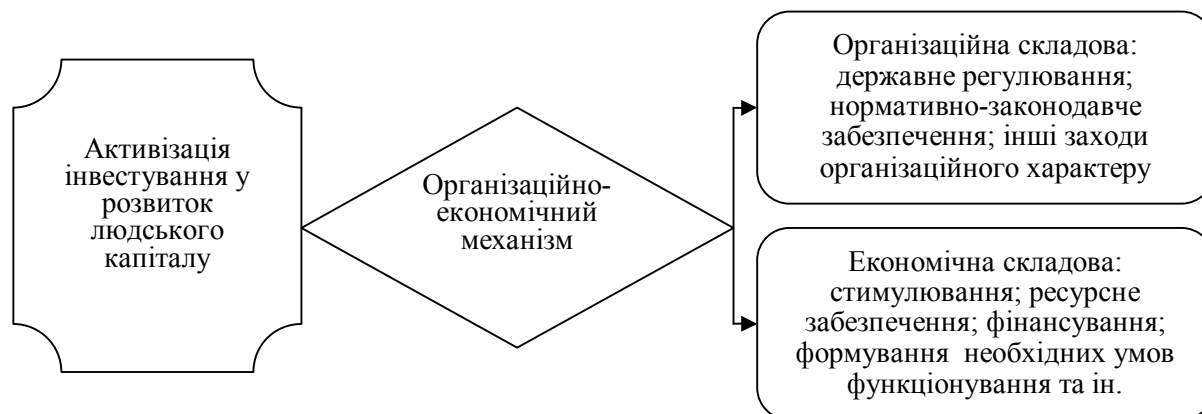 Активізація
інвестування у
розвиток
людського
капіталу
Організаційно-
економічний
механізм
Організаційна складова:
державне регулювання;
нормативно-законодавче
забезпечення; інші заходи
організаційного характеру
Економічна складова:
стимулювання; ресурсне
забезпечення; фінансування;
формування  необхідних умов
функціонування та ін.